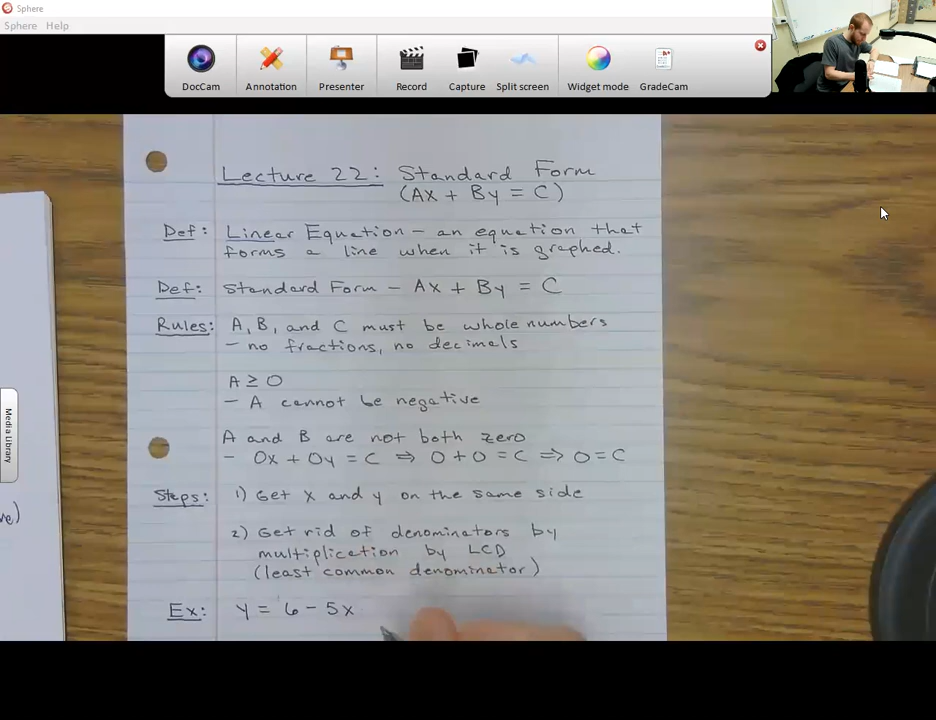 Sphere
Sphere Help
DocCam Annotation Presenter Record Capture Split screen Widget mode GradeCam
A+
Lecture 22: Standard Form
(Ax + By = C)
Def: Linear Equation - an equation that
forms a line when it is graphed.
Def: Standard Form - Ax + By = C
Rules: A, B, and C must be whole numbers
- no fractions, no decimals
A ≥ 0
- A cannot be negative
A and B are not both zero
- 0x + 0y = C ⇒ 0 + 0 = C ⇒ 0 = C
Steps: 1) Get x and y on the same side
2) Get rid of denominators by
multiplication by LCD
(least common denominator)
Ex: y = 6 - 5x
Media Library